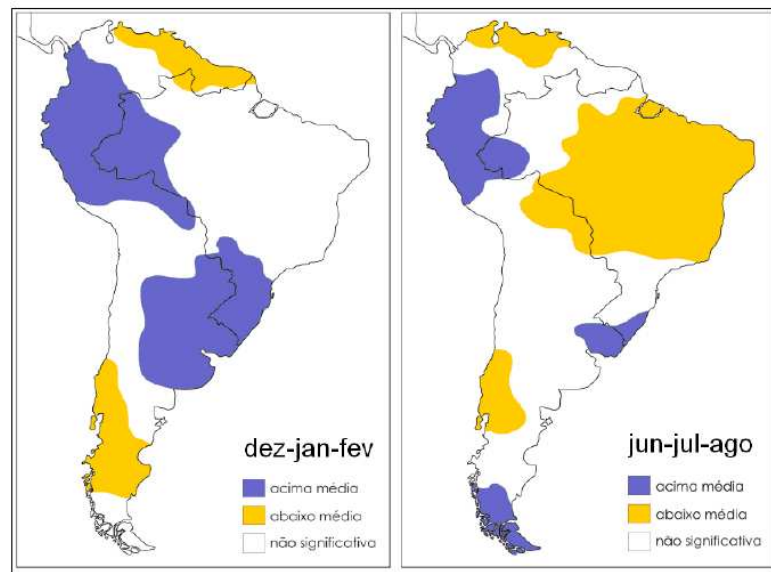 dez-jan-fev
acima média
abaixo média
não significativa
jun-jul-ago
acima média
abaixo média
não significativa